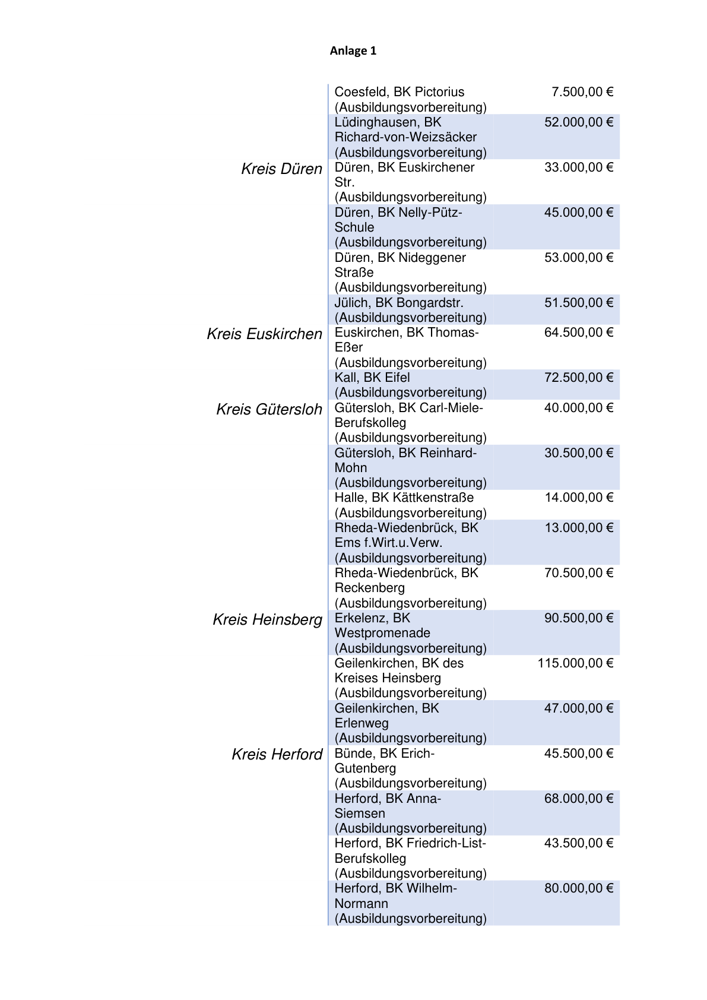 Anlage 1
Coesfeld, BK Pictorius 7.500,00 €
(Ausbildungsvorbereitung)
Lüdinghausen, BK 52.000,00 €
Richard-von-Weizsäcker
(Ausbildungsvorbereitung)
Kreis Düren Düren, BK Euskirchener 33.000,00 €
Str.
(Ausbildungsvorbereitung)
Düren, BK Nelly-Pütz- 45.000,00 €
Schule
(Ausbildungsvorbereitung)
Düren, BK Nideggener 53.000,00 €
Straße
(Ausbildungsvorbereitung)
Jülich, BK Bongardstr. 51.500,00 €
(Ausbildungsvorbereitung)
Kreis Euskirchen Euskirchen, BK Thomas- 64.500,00 €
Eßer
(Ausbildungsvorbereitung)
Kall, BK Eifel 72.500,00 €
(Ausbildungsvorbereitung)
Kreis Gütersloh Gütersloh, BK Carl-Miele- 40.000,00 €
Berufskolleg
(Ausbildungsvorbereitung)
Gütersloh, BK Reinhard- 30.500,00 €
Mohn
(Ausbildungsvorbereitung)
Halle, BK Kättkenstraße 14.000,00 €
(Ausbildungsvorbereitung)
Rheda-Wiedenbrück, BK 13.000,00 €
Ems f.Wirt.u.Verw.
(Ausbildungsvorbereitung)
Rheda-Wiedenbrück, BK 70.500,00 €
Reckenberg
(Ausbildungsvorbereitung)
Kreis Heinsberg Erkelenz, BK 90.500,00 €
Westpromenade
(Ausbildungsvorbereitung)
Geilenkirchen, BK des 115.000,00 €
Kreises Heinsberg
(Ausbildungsvorbereitung)
Geilenkirchen, BK 47.000,00 €
Erlenweg
(Ausbildungsvorbereitung)
Kreis Herford Bünde, BK Erich- 45.500,00 €
Gutenberg
(Ausbildungsvorbereitung)
Herford, BK Anna- 68.000,00 €
Siemsen
(Ausbildungsvorbereitung)
Herford, BK Friedrich-List- 43.500,00 €
Berufskolleg
(Ausbildungsvorbereitung)
Herford, BK Wilhelm- 80.000,00 €
Normann
(Ausbildungsvorbereitung)